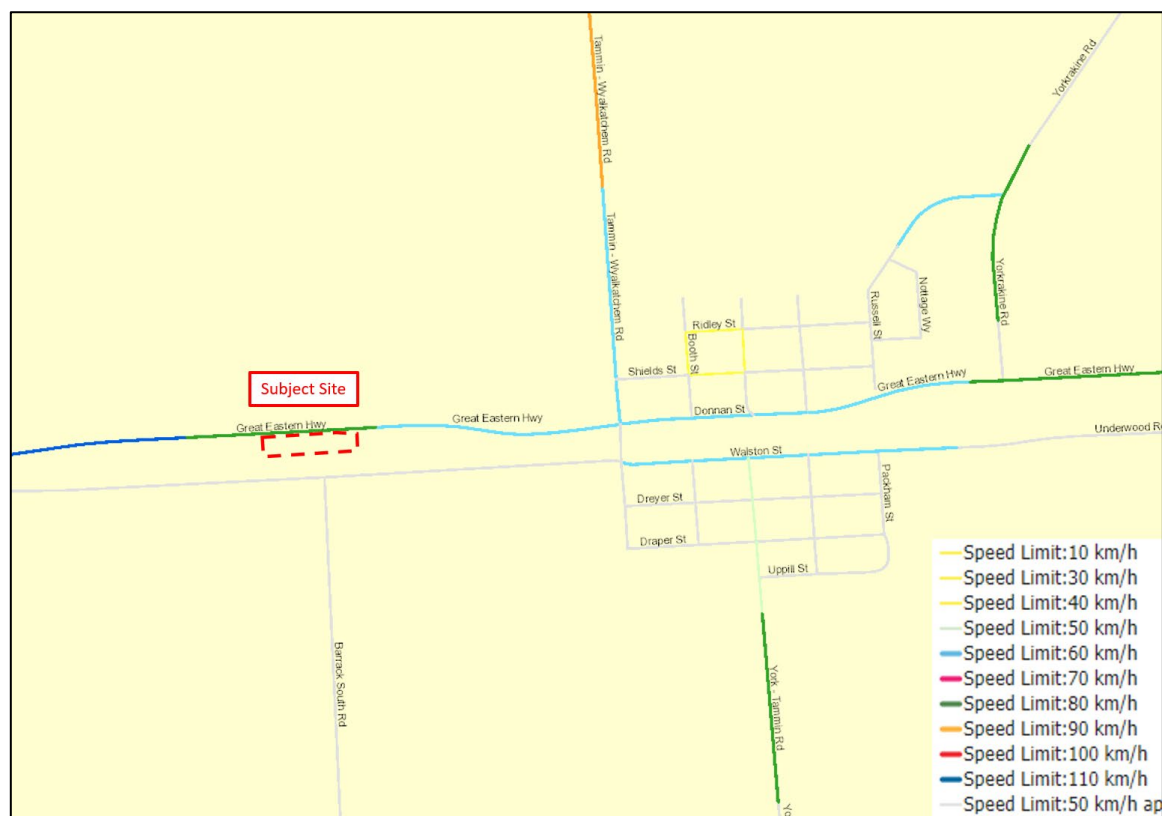 Tammin - Wyalkatchem Rd
Yorkrakine Rd
Tammin - Wyalkatchem Rd
Nottage Wy
Russell St
Yorkrakine Rd
Ridley St
Booth St
Shields St
Great Eastern Hwy
Great Eastern Hwy
Subject Site
Donnan St
Great Eastern Hwy
Great Eastern Hwy
Underwood Rd
Walston St
Packham St
Dreyer St
Draper St
Uppill St
Barrack South Rd
York - Tammin Rd
Yo
Speed Limit:10 km/h
Speed Limit:30 km/h
Speed Limit:40 km/h
Speed Limit:50 km/h
Speed Limit:60 km/h
Speed Limit:70 km/h
Speed Limit:80 km/h
Speed Limit:90 km/h
Speed Limit:100 km/h
Speed Limit:110 km/h
Speed Limit:50 km/h ap